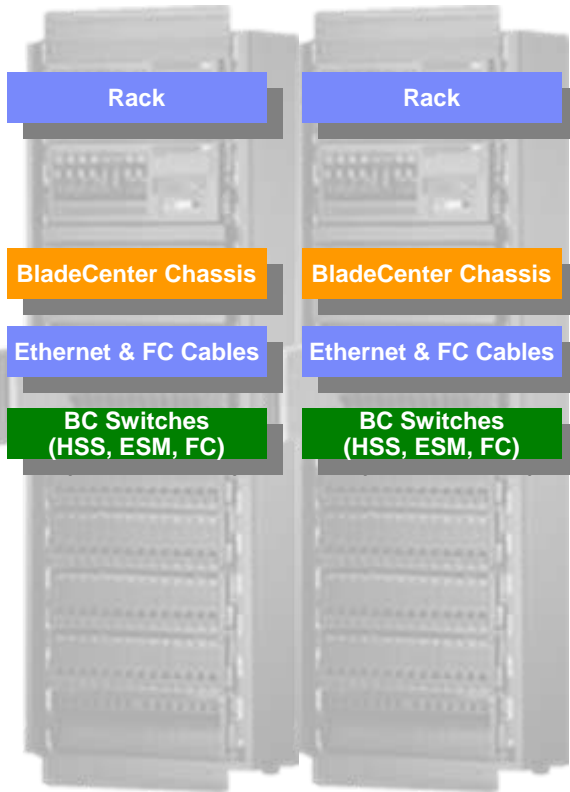 Rack
BladeCenter Chassis
Ethernet & FC Cables
BC Switches
(HSS, ESM, FC)
Rack
BladeCenter Chassis
Ethernet & FC Cables
BC Switches
(HSS, ESM, FC)